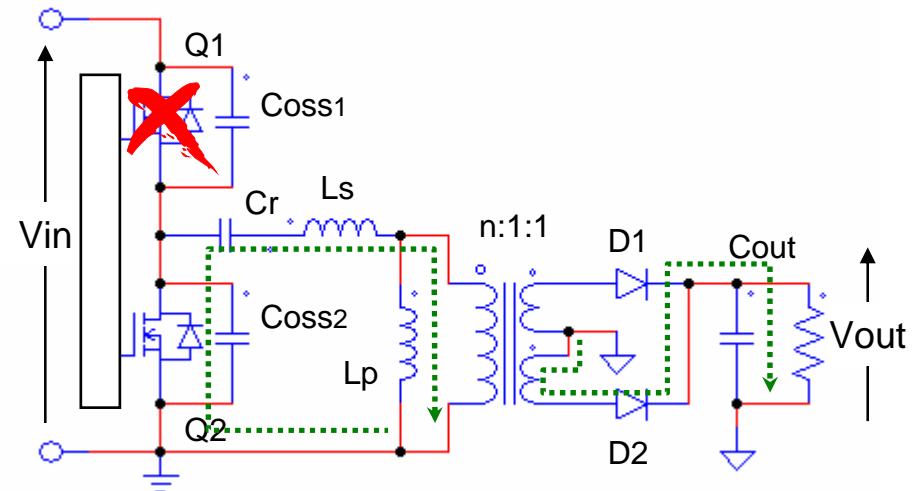 Q1
Coss1
Cr
Ls
n:1:1
D1
Cout
Vin
Coss2
Lp
Vout
Q2
D2